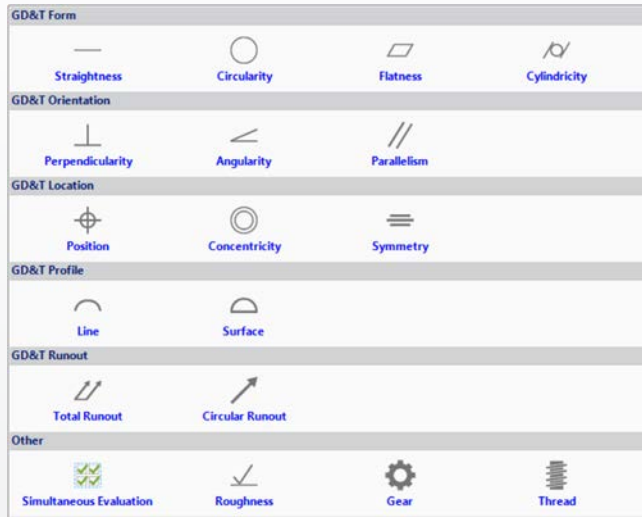 GD&T Form
Straightness Circularity Flatness Cylindricity
GD&T Orientation
Perpendicularity Angularity Parallelism
GD&T Location
Position Concentricity Symmetry
GD&T Profile
Line Surface
GD&T Runout
Total Runout Circular Runout
Other
Simultaneous Evaluation Roughness Gear Thread